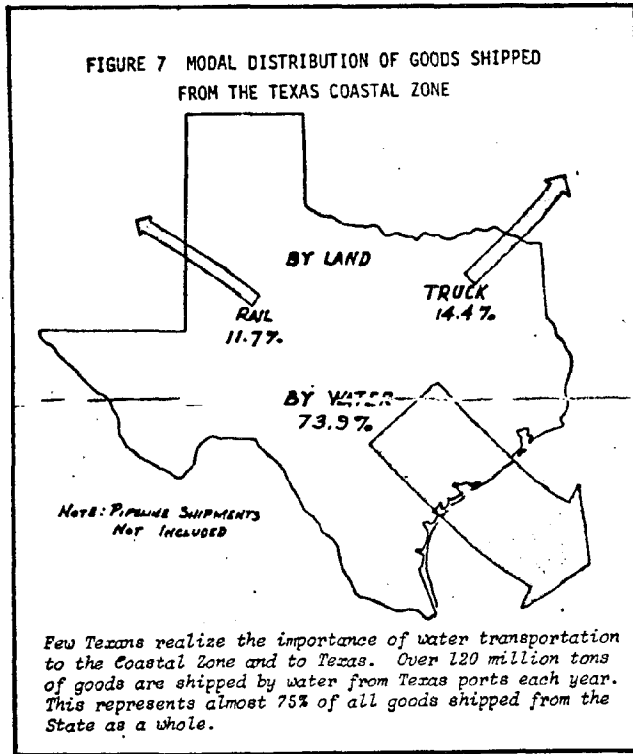 FIGURE 7 MODAL DISTRIBUTION OF GOODS SHIPPED
FROM THE TEXAS COASTAL ZONE
BY LAND
RAIL
11.7%
TRUCK
14.4%
BY WATER
73.9%
NOTE: PIPELINE SHIPMENTS
NOT INCLUDED
Few Texans realize the importance of water transportation
to the Coastal Zone and to Texas. Over 120 million tons
of goods are shipped by water from Texas ports each year.
This represents almost 75% of all goods shipped from the
State as a whole.